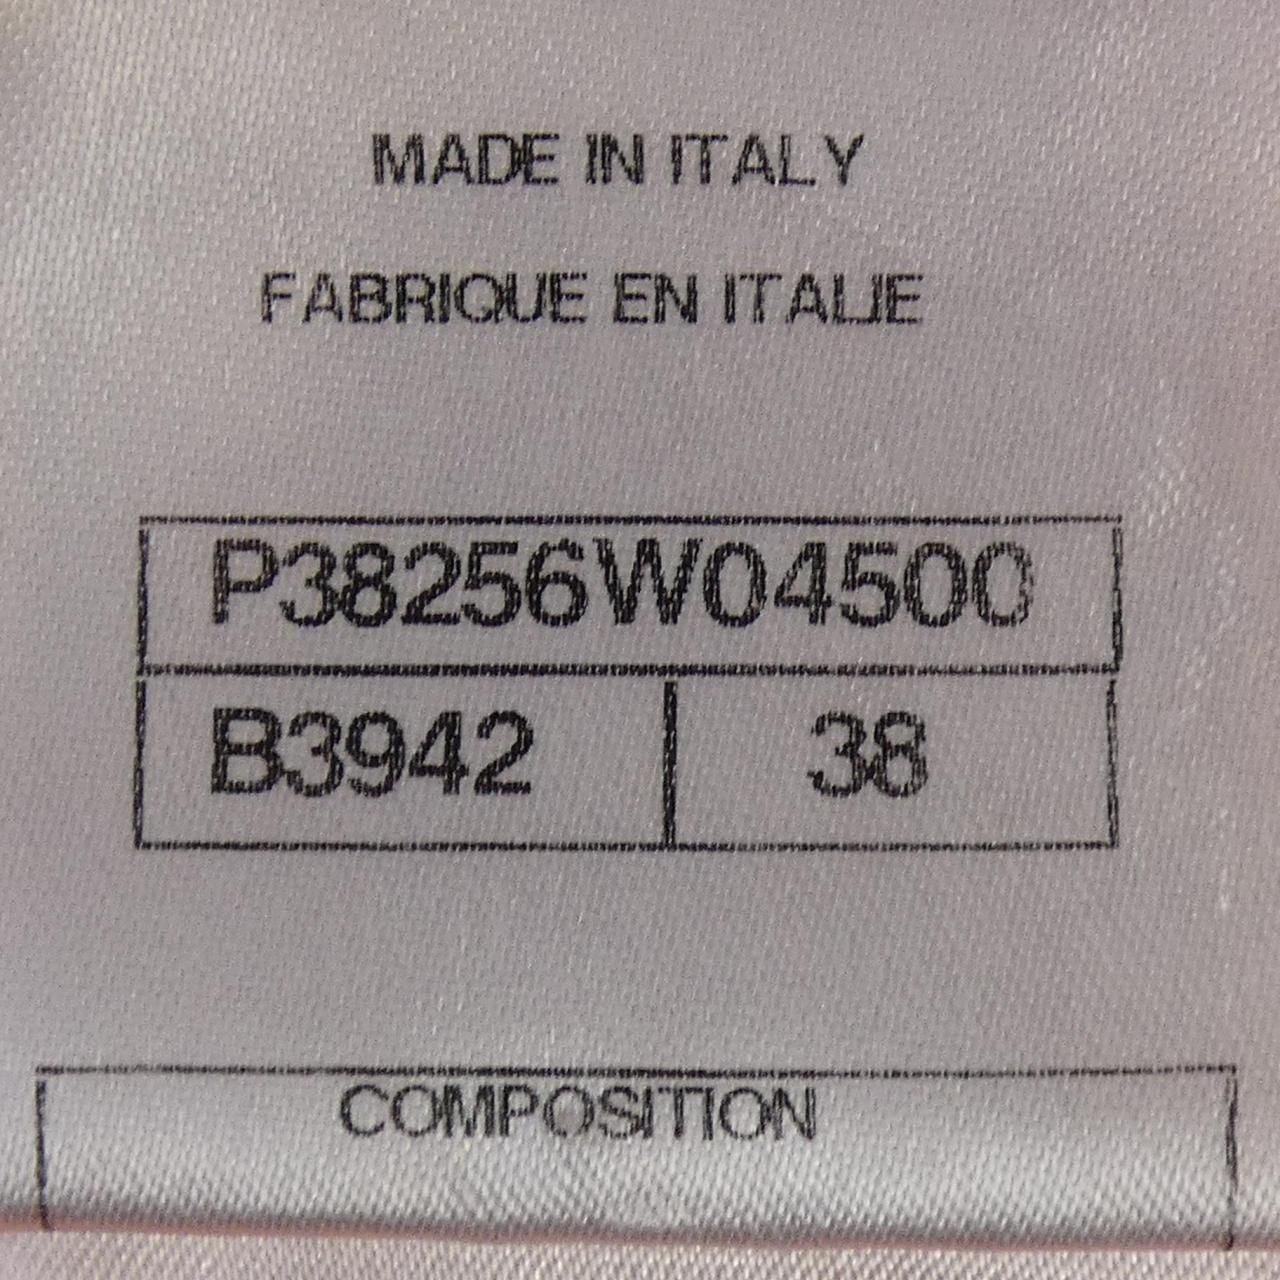 MADE IN ITALY
FABRIQUE EN ITALIE
P38256W04500
B3942 38
COMPOSITION